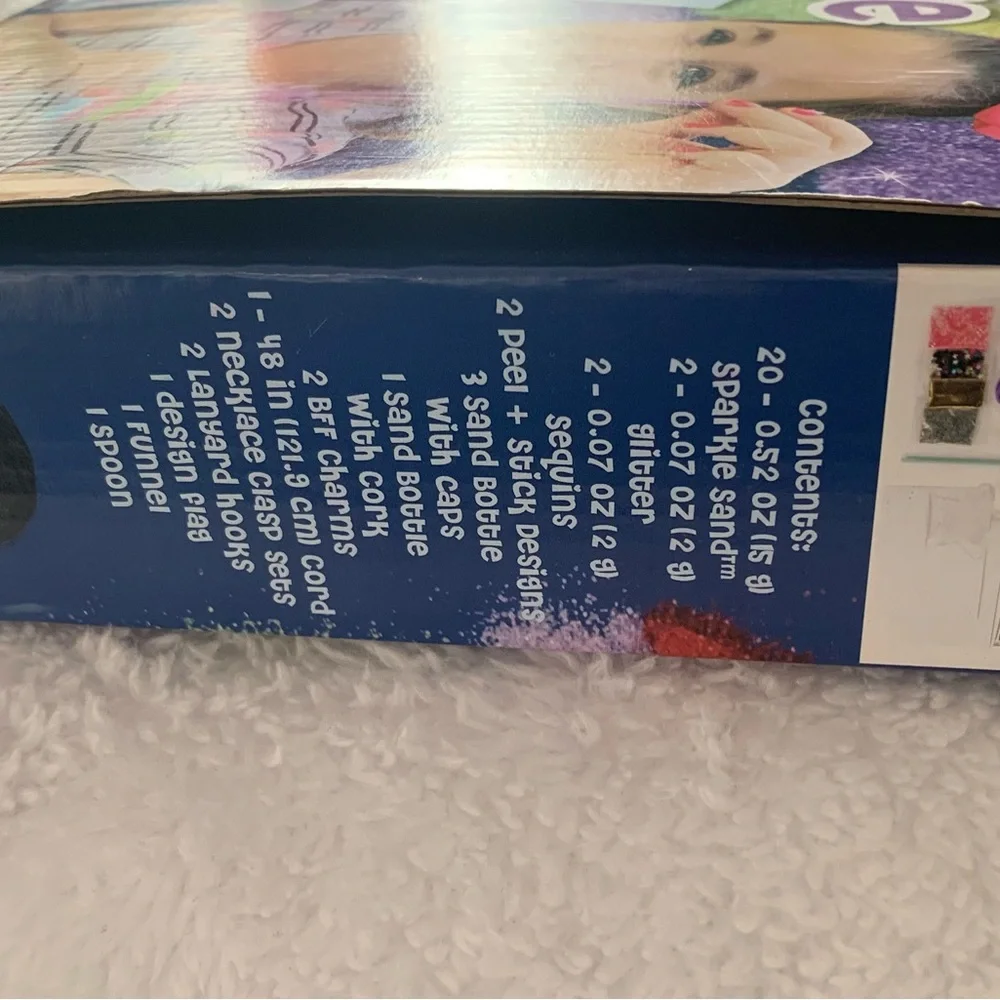 contents:
20 - 0.52 oz (15 g)
sparkle sand™
2 - 0.07 oz (2 g)
glitter
2 - 0.07 oz (2 g)
sequins
2 peel + stick designs
3 sand bottle
with caps
1 sand bottle
with cork
2 BFF charms
1 - 48 in (121.9 cm) cord
2 necklace clasp sets
2 lanyard hooks
1 design flag
1 funnel
1 spoon